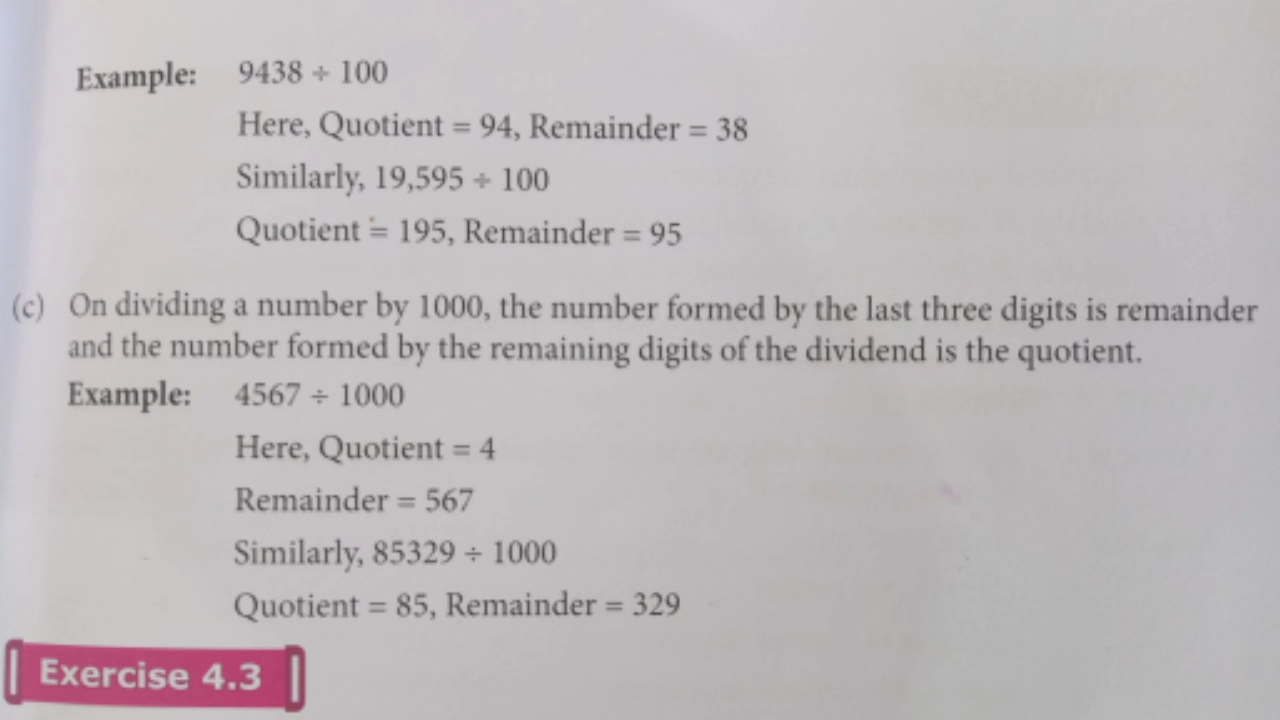 Example: 9438 ÷ 100
Here, Quotient = 94, Remainder = 38
Similarly, 19,595 ÷ 100
Quotient = 195, Remainder = 95
(c) On dividing a number by 1000, the number formed by the last three digits is remainder
and the number formed by the remaining digits of the dividend is the quotient.
Example: 4567 ÷ 1000
Here, Quotient = 4
Remainder = 567
Similarly, 85329 ÷ 1000
Quotient = 85, Remainder = 329
Exercise 4.3